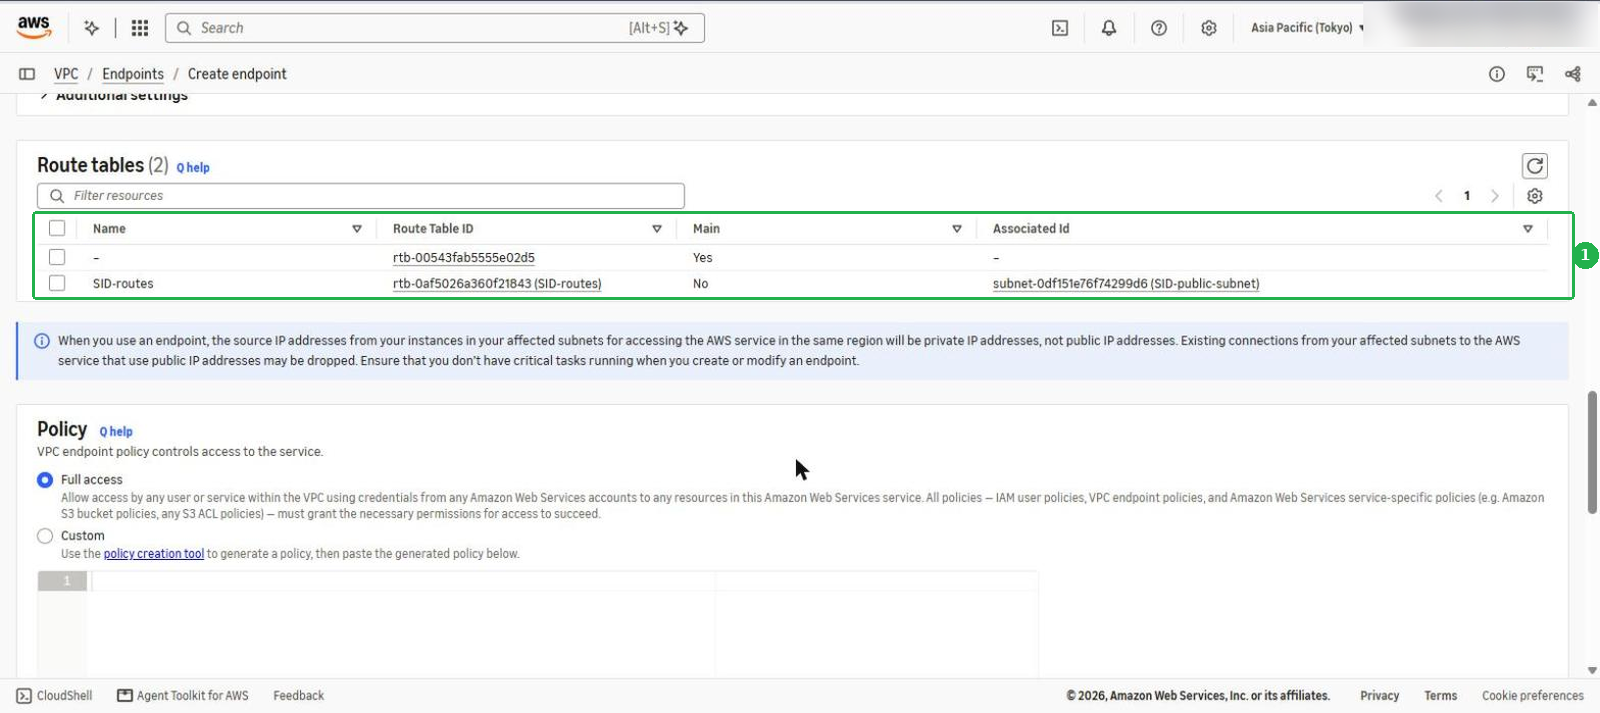 aws
Search
[Alt+S]
Asia Pacific (Tokyo)
VPC / Endpoints / Create endpoint
Additional settings
Route tables (2) Q help
Filter resources
1
Name Route Table ID Main Associated Id
– rtb-00543fab5555e02d5 Yes –
SID-routes rtb-0af5026a360f21843 (SID-routes) No subnet-0df151e76f74299d6 (SID-public-subnet)
1
When you use an endpoint, the source IP addresses from your instances in your affected subnets for accessing the AWS service in the same region will be private IP addresses, not public IP addresses. Existing connections from your affected subnets to the AWS
service that use public IP addresses may be dropped. Ensure that you don't have critical tasks running when you create or modify an endpoint.
Policy Q help
VPC endpoint policy controls access to the service.
Full access
Allow access by any user or service within the VPC using credentials from any Amazon Web Services accounts to any resources in this Amazon Web Services service. All policies — IAM user policies, VPC endpoint policies, and Amazon Web Services service-specific policies (e.g. Amazon
S3 bucket policies, any S3 ACL policies) — must grant the necessary permissions for access to succeed.
Custom
Use the policy creation tool to generate a policy, then paste the generated policy below.
1
CloudShell Agent Toolkit for AWS Feedback © 2026, Amazon Web Services, Inc. or its affiliates. Privacy Terms Cookie preferences